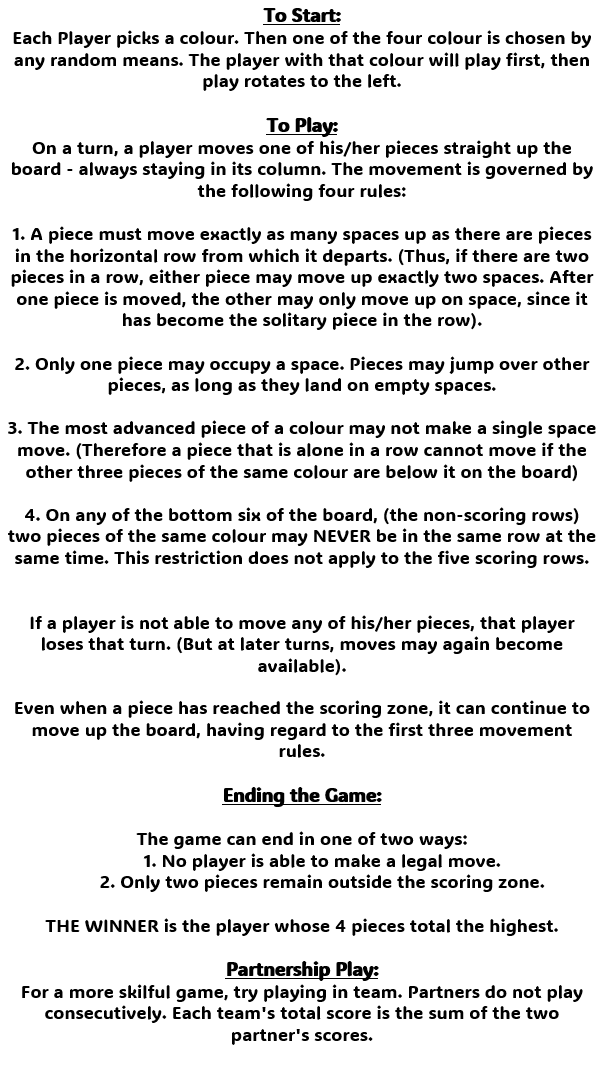 To Start:
Each Player picks a colour. Then one of the four colour is chosen by
any random means. The player with that colour will play first, then
play rotates to the left.
To Play:
On a turn, a player moves one of his/her pieces straight up the
board - always staying in its column. The movement is governed by
the following four rules:
1. A piece must move exactly as many spaces up as there are pieces
in the horizontal row from which it departs. (Thus, if there are two
pieces in a row, either piece may move up exactly two spaces. After
one piece is moved, the other may only move up on space, since it
has become the solitary piece in the row).
2. Only one piece may occupy a space. Pieces may jump over other
pieces, as long as they land on empty spaces.
3. The most advanced piece of a colour may not make a single space
move. (Therefore a piece that is alone in a row cannot move if the
other three pieces of the same colour are below it on the board)
4. On any of the bottom six of the board, (the non-scoring rows)
two pieces of the same colour may NEVER be in the same row at the
same time. This restriction does not apply to the five scoring rows.
If a player is not able to move any of his/her pieces, that player
loses that turn. (But at later turns, moves may again become
available).
Even when a piece has reached the scoring zone, it can continue to
move up the board, having regard to the first three movement
rules.
Ending the Game:
The game can end in one of two ways:
1. No player is able to make a legal move.
2. Only two pieces remain outside the scoring zone.
THE WINNER is the player whose 4 pieces total the highest.
Partnership Play:
For a more skilful game, try playing in team. Partners do not play
consecutively. Each team's total score is the sum of the two
partner's scores.